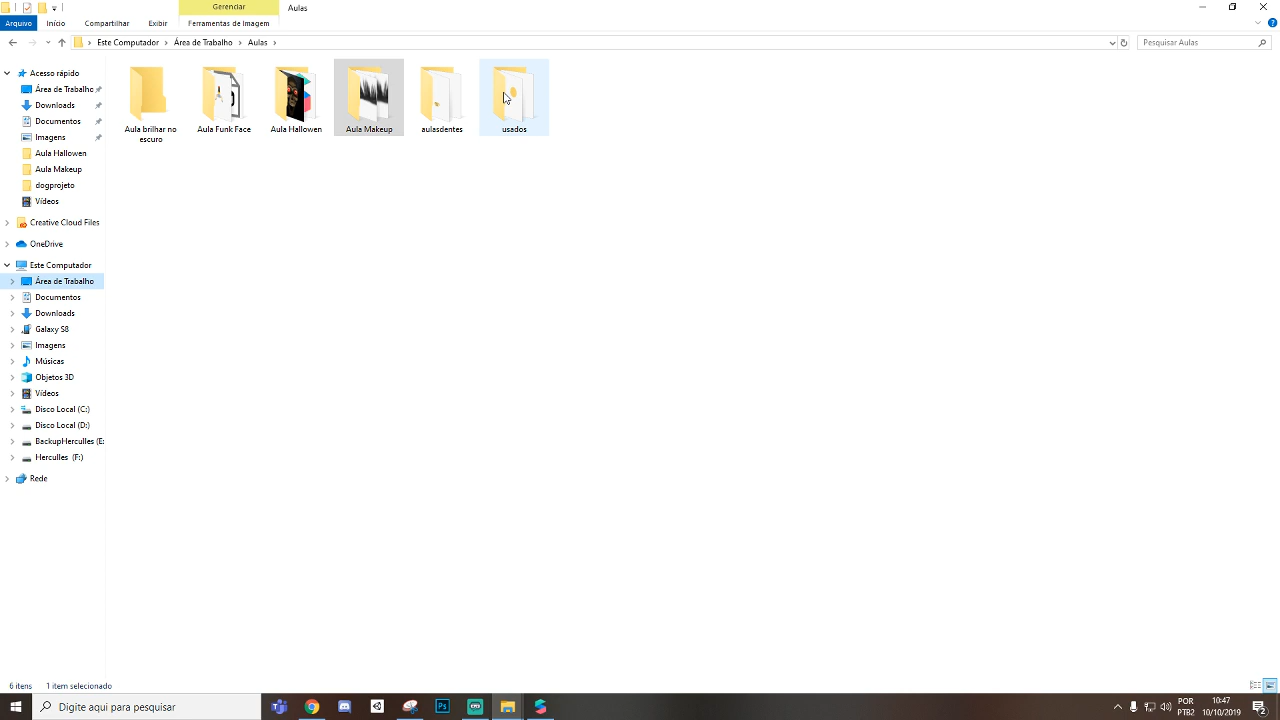 Gerenciar Aulas
Arquivo Início Compartilhar Exibir Ferramentas de Imagem
Este Computador Área de Trabalho Aulas Pesquisar Aulas
Acesso rápido
Área de Trabalho
Downloads
Documentos
Imagens
Aula Hallowen
Aula Makeup
dogprojeto
Vídeos
Creative Cloud Files
OneDrive
Este Computador
Área de Trabalho
Documentos
Downloads
Galaxy S8
Imagens
Músicas
Objetos 3D
Vídeos
Disco Local (C:)
Disco Local (D:)
BackupHerculles (E:
Herculles (F:)
Rede
Aula brilhar no
escuro
Aula Funk Face
Aula Hallowen
Aula Makeup
aulasdentes
usados
6 itens 1 item selecionado
Digite aqui para pesquisar
Ps
POR
PTB2
10:47
10/10/2019
2